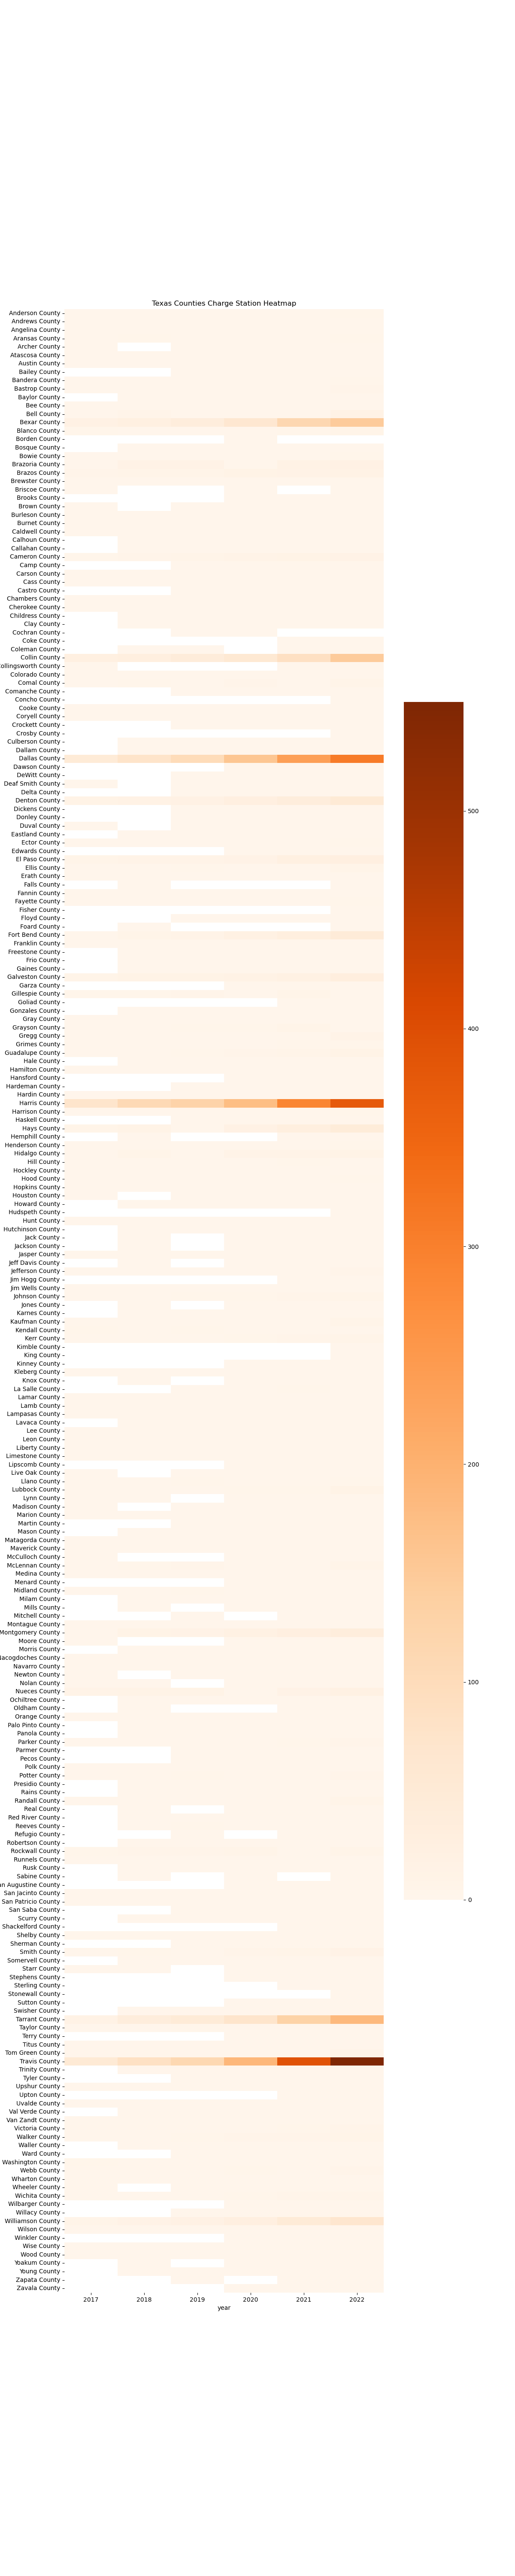 Texas Counties Charge Station Heatmap
Anderson County
Andrews County
Angelina County
Aransas County
Archer County
Atascosa County
Austin County
Bailey County
Bandera County
Bastrop County
Baylor County
Bee County
Bell County
Bexar County
Blanco County
Borden County
Bosque County
Bowie County
Brazoria County
Brazos County
Brewster County
Briscoe County
Brooks County
Brown County
Burleson County
Burnet County
Caldwell County
Calhoun County
Callahan County
Cameron County
Camp County
Carson County
Cass County
Castro County
Chambers County
Cherokee County
Childress County
Clay County
Cochran County
Coke County
Coleman County
Collin County
ollingsworth County
Colorado County
Comal County
Comanche County
Concho County
Cooke County
Coryell County
Crockett County
Crosby County
Culberson County
Dallam County
Dallas County
Dawson County
DeWitt County
Deaf Smith County
Delta County
Denton County
Dickens County
Donley County
Duval County
Eastland County
Ector County
Edwards County
El Paso County
Ellis County
Erath County
Falls County
Fannin County
Fayette County
Fisher County
Floyd County
Foard County
Fort Bend County
Franklin County
Freestone County
Frio County
Gaines County
Galveston County
Garza County
Gillespie County
Goliad County
Gonzales County
Gray County
Grayson County
Gregg County
Grimes County
Guadalupe County
Hale County
Hamilton County
Hansford County
Hardeman County
Hardin County
Harris County
Harrison County
Haskell County
Hays County
Hemphill County
Henderson County
Hidalgo County
Hill County
Hockley County
Hood County
Hopkins County
Houston County
Howard County
Hudspeth County
Hunt County
Hutchinson County
Jack County
Jackson County
Jasper County
Jeff Davis County
Jefferson County
Jim Hogg County
Jim Wells County
Johnson County
Jones County
Karnes County
Kaufman County
Kendall County
Kerr County
Kimble County
King County
Kinney County
Kleberg County
Knox County
La Salle County
Lamar County
Lamb County
Lampasas County
Lavaca County
Lee County
Leon County
Liberty County
Limestone County
Lipscomb County
Live Oak County
Llano County
Lubbock County
Lynn County
Madison County
Marion County
Martin County
Mason County
Matagorda County
Maverick County
McCulloch County
McLennan County
Medina County
Menard County
Midland County
Milam County
Mills County
Mitchell County
Montague County
Montgomery County
Moore County
Morris County
Nacogdoches County
Navarro County
Newton County
Nolan County
Nueces County
Ochiltree County
Oldham County
Orange County
Palo Pinto County
Panola County
Parker County
Parmer County
Pecos County
Polk County
Potter County
Presidio County
Rains County
Randall County
Real County
Red River County
Reeves County
Refugio County
Robertson County
Rockwall County
Runnels County
Rusk County
Sabine County
an Augustine County
San Jacinto County
San Patricio County
San Saba County
Scurry County
Shackelford County
Shelby County
Sherman County
Smith County
Somervell County
Starr County
Stephens County
Sterling County
Stonewall County
Sutton County
Swisher County
Tarrant County
Taylor County
Terry County
Titus County
Tom Green County
Travis County
Trinity County
Tyler County
Upshur County
Upton County
Uvalde County
Val Verde County
Van Zandt County
Victoria County
Walker County
Waller County
Ward County
Washington County
Webb County
Wharton County
Wheeler County
Wichita County
Wilbarger County
Willacy County
Williamson County
Wilson County
Winkler County
Wise County
Wood County
Yoakum County
Young County
Zapata County
Zavala County
2017 2018 2019 2020 2021 2022
year
500
400
300
200
100
0